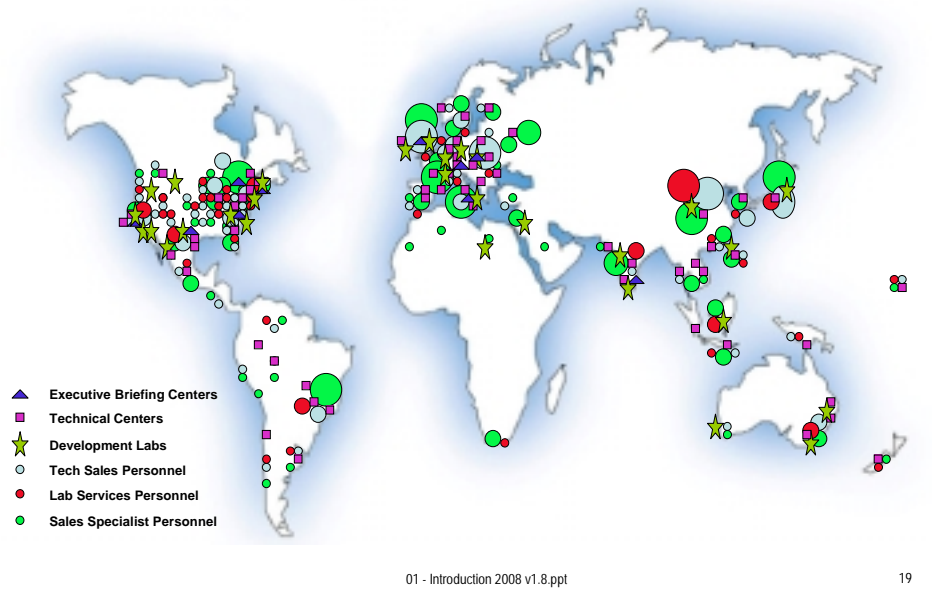 Executive Briefing Centers
Technical Centers
Development Labs
Tech Sales Personnel
Lab Services Personnel
Sales Specialist Personnel
01 - Introduction 2008 v1.8.ppt
19